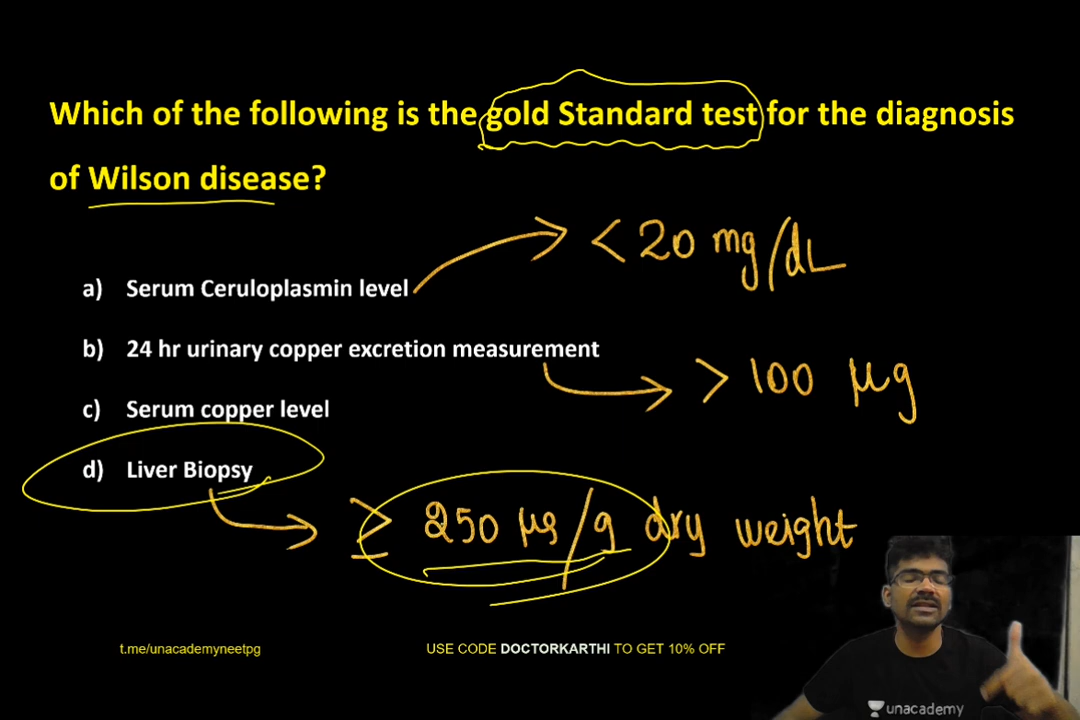 Which of the following is the gold Standard test for the diagnosis
of Wilson disease?
< 20 mg/dL
a) Serum Ceruloplasmin level
b) 24 hr urinary copper excretion measurement
> 100 µg
c) Serum copper level
d) Liver Biopsy
≥ 250 µg/g dry weight
t.me/unacademyneetpg
USE CODE DOCTORKARTHI TO GET 10% OFF
unacademy